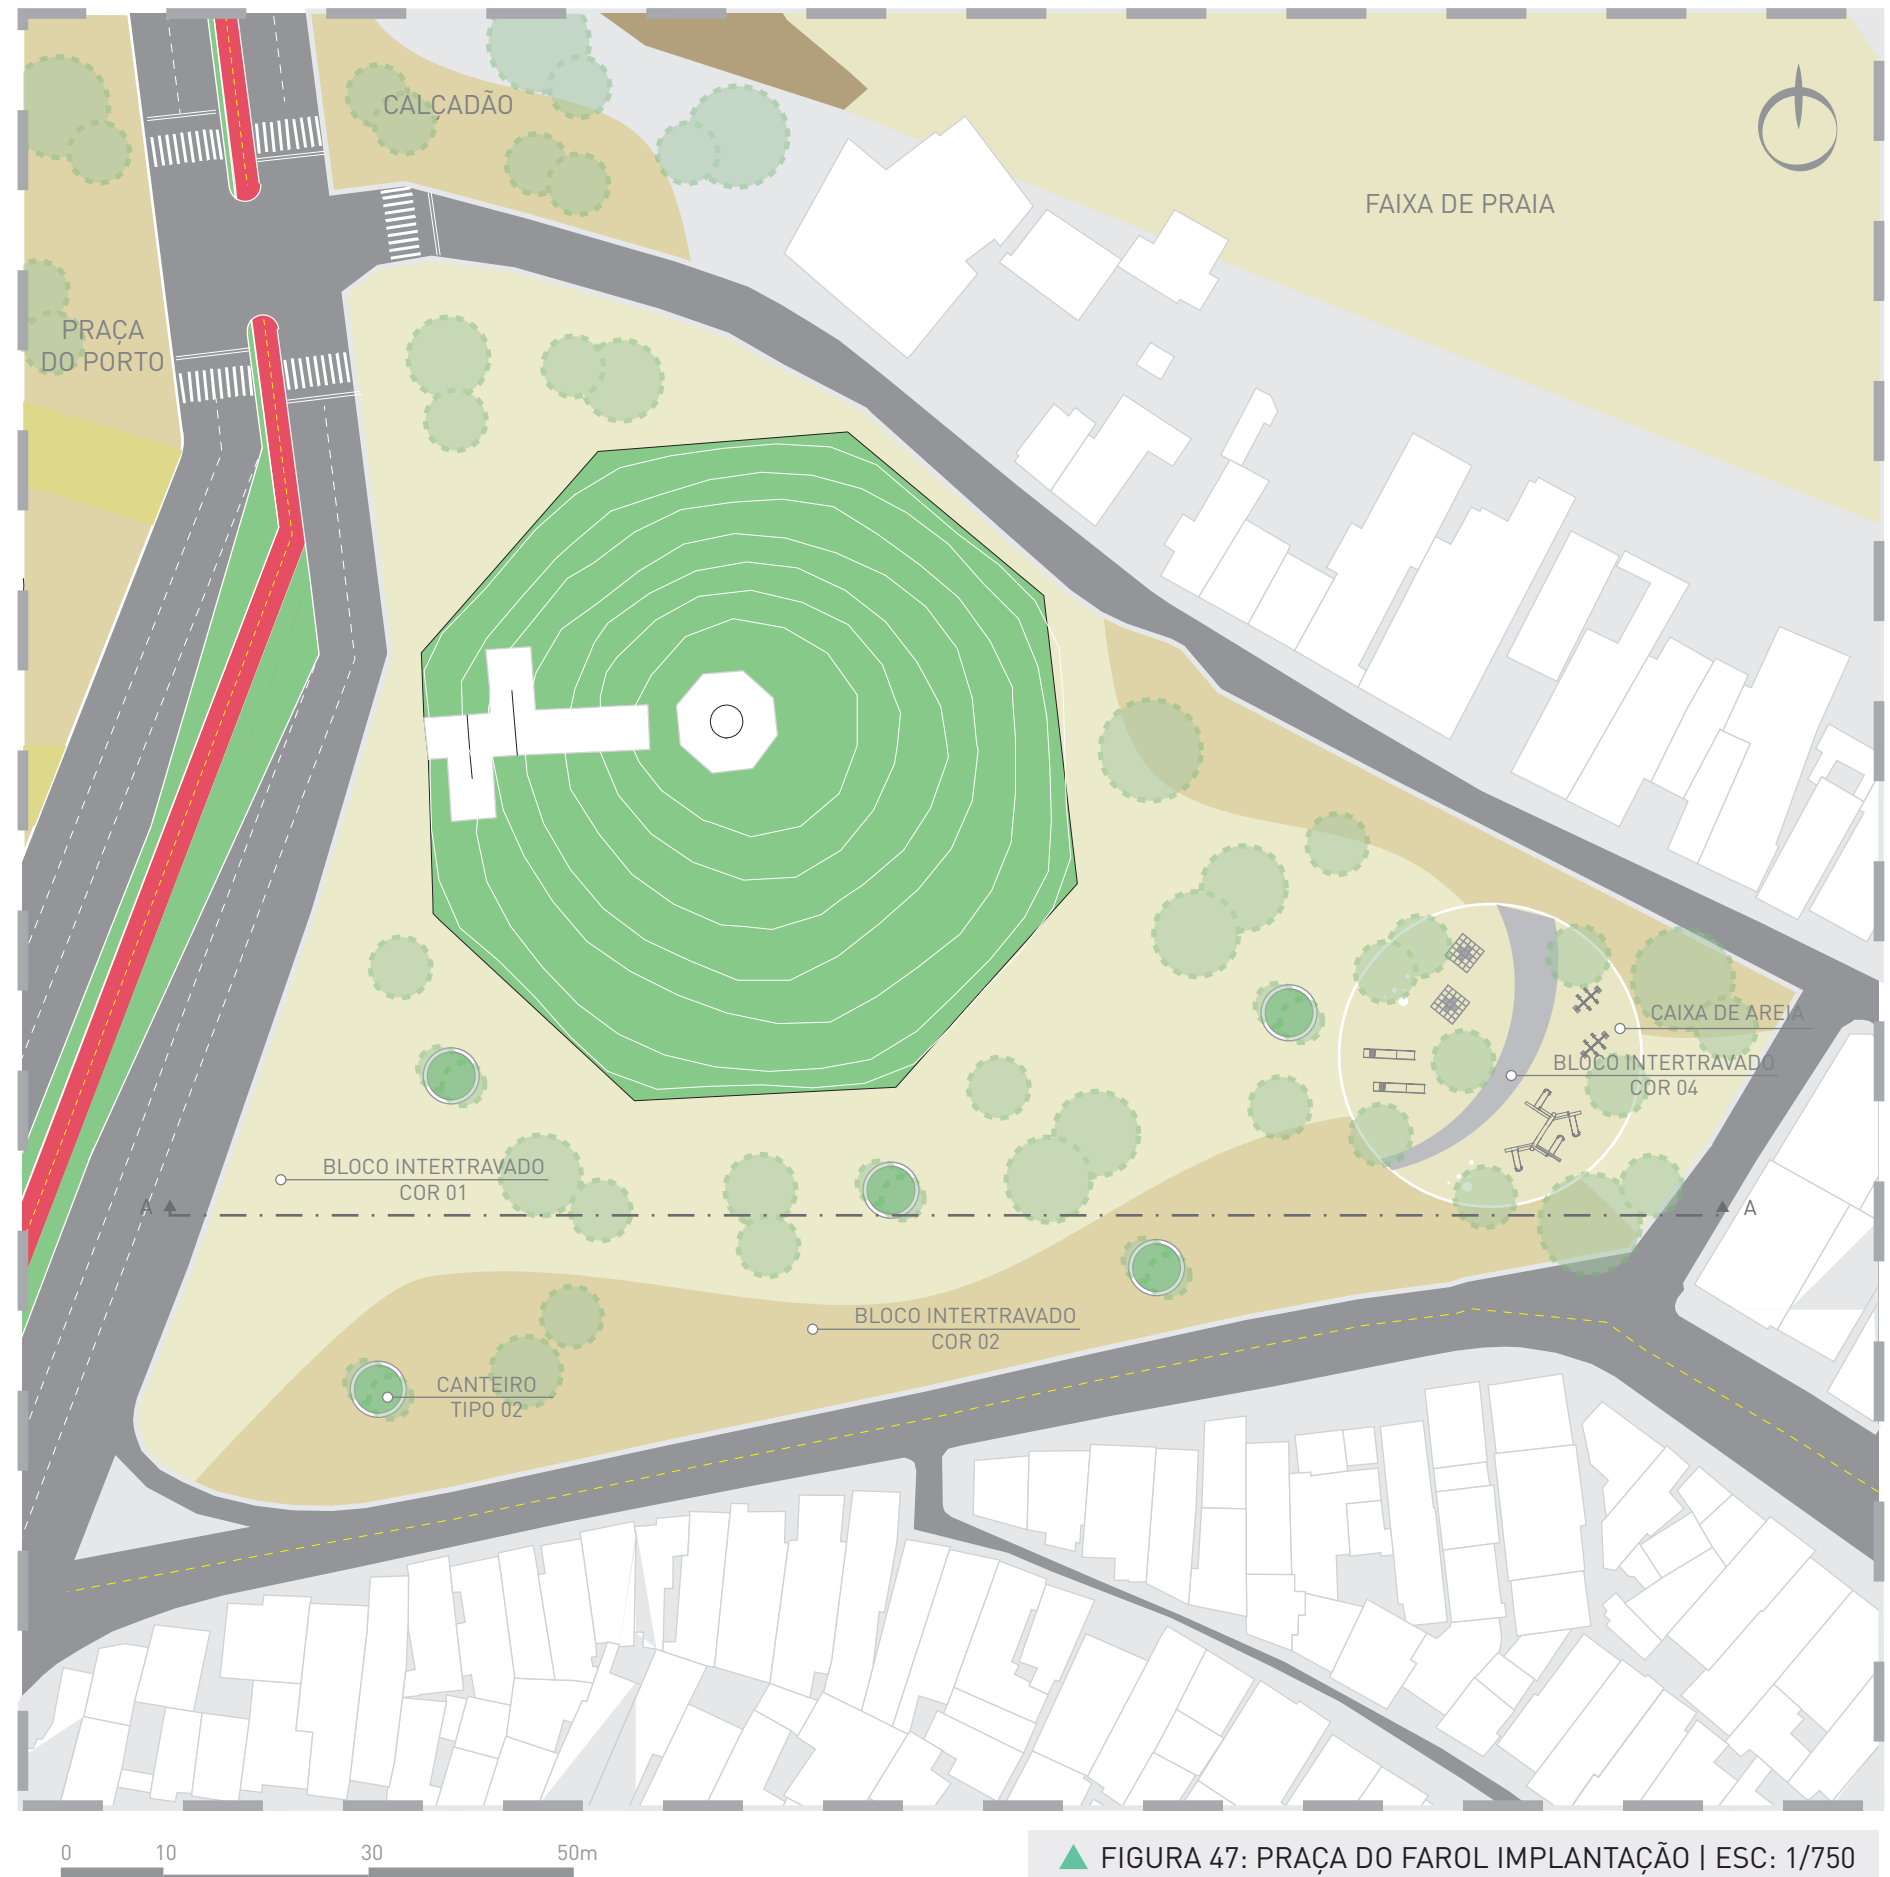 CALÇADÃO
FAIXA DE PRAIA
PRAÇA
DO PORTO
CAIXA DE AREIA
BLOCO INTERTRAVADO
COR 04
BLOCO INTERTRAVADO
COR 01
A
A
BLOCO INTERTRAVADO
COR 02
CANTEIRO
TIPO 02
0 10 30 50m
FIGURA 47: PRAÇA DO FAROL IMPLANTAÇÃO | ESC: 1/750